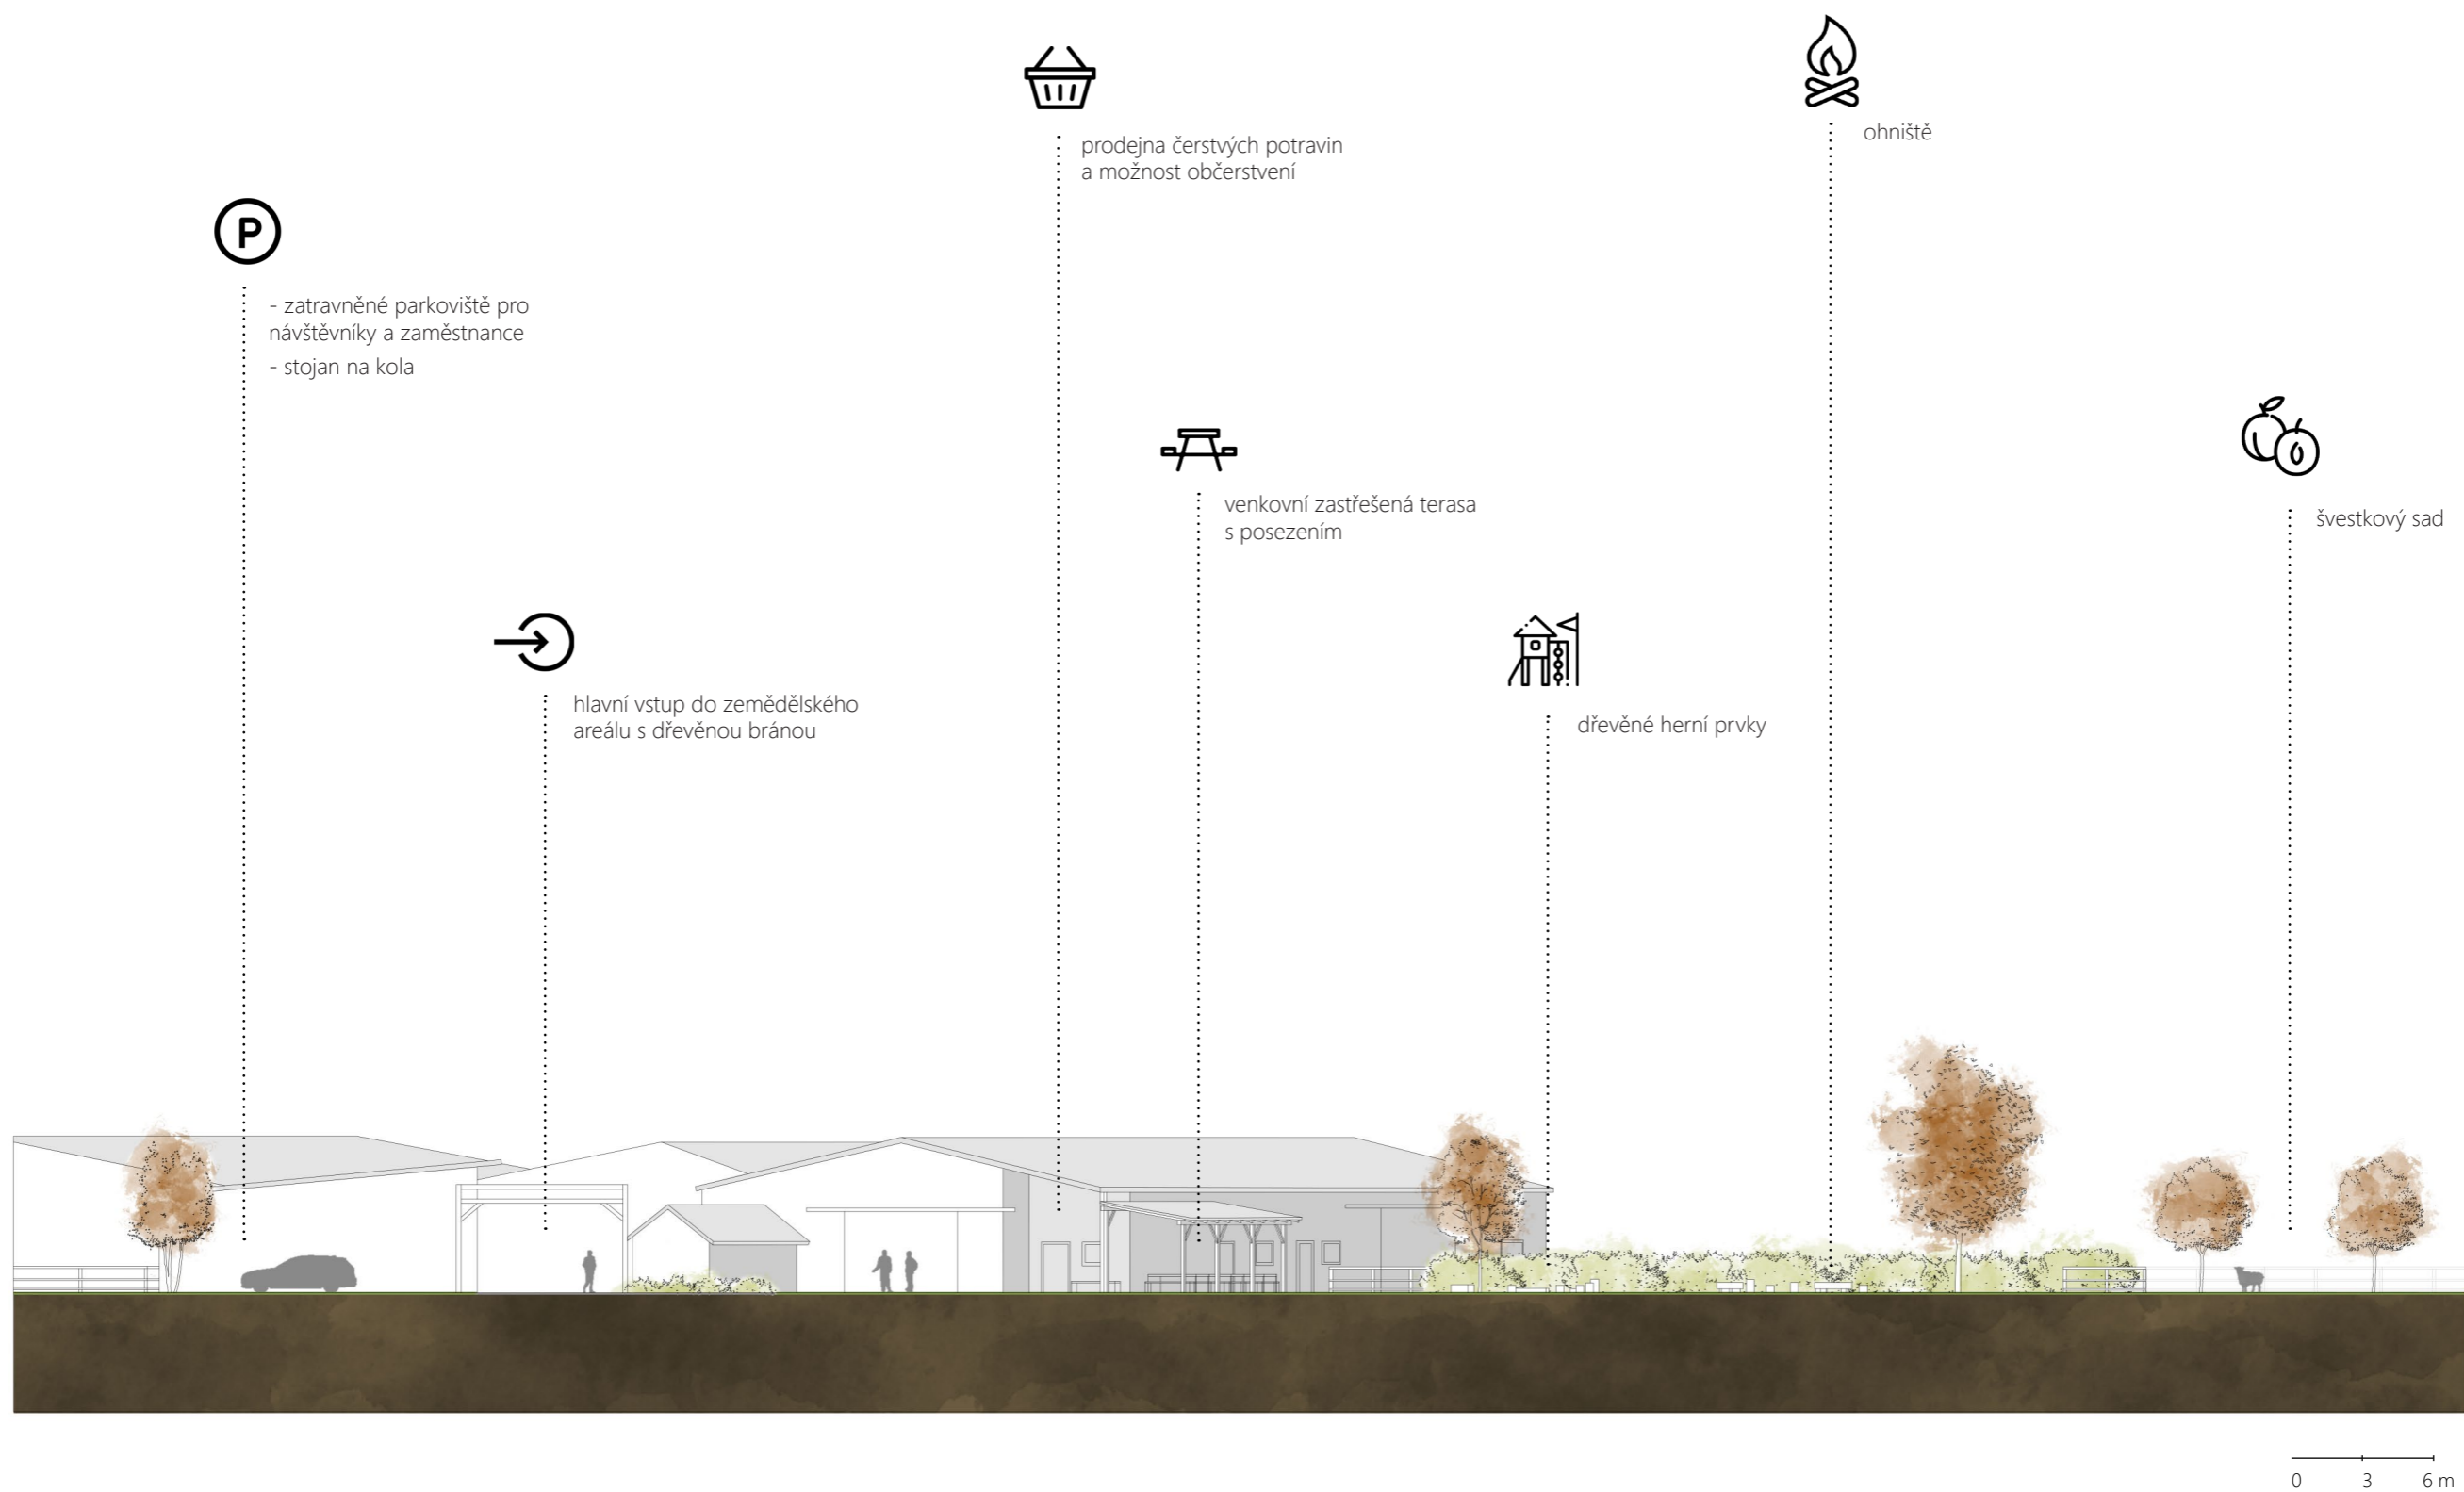 P
- zatravněné parkoviště pro
návštěvníky a zaměstnance
- stojan na kola
hlavní vstup do zemědělského
areálu s dřevěnou bránou
prodejna čerstvých potravin
a možnost občerstvení
venkovní zastřešená terasa
s posezením
dřevěné herní prvky
ohniště
švestkový sad
0 3 6 m